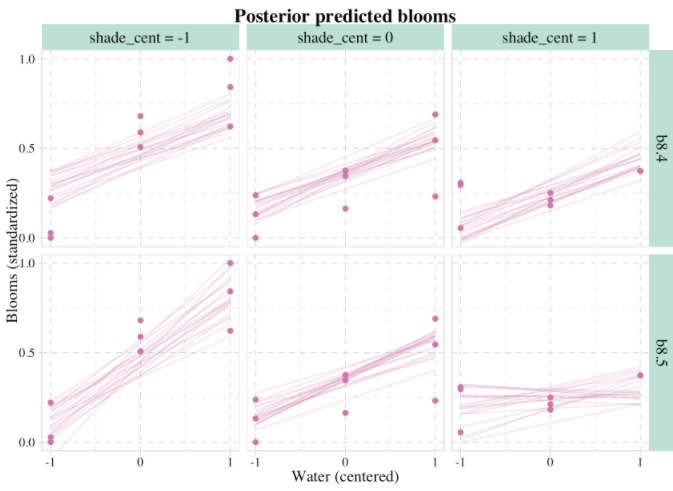 Posterior predicted blooms
shade_cent = -1
shade_cent = 0
shade_cent = 1
1.0
0.5
0.0
b8.4
Blooms (standardized)
1.0
0.5
0.0
b8.5
-1 0 1 -1 0 1 -1 0 1
Water (centered)